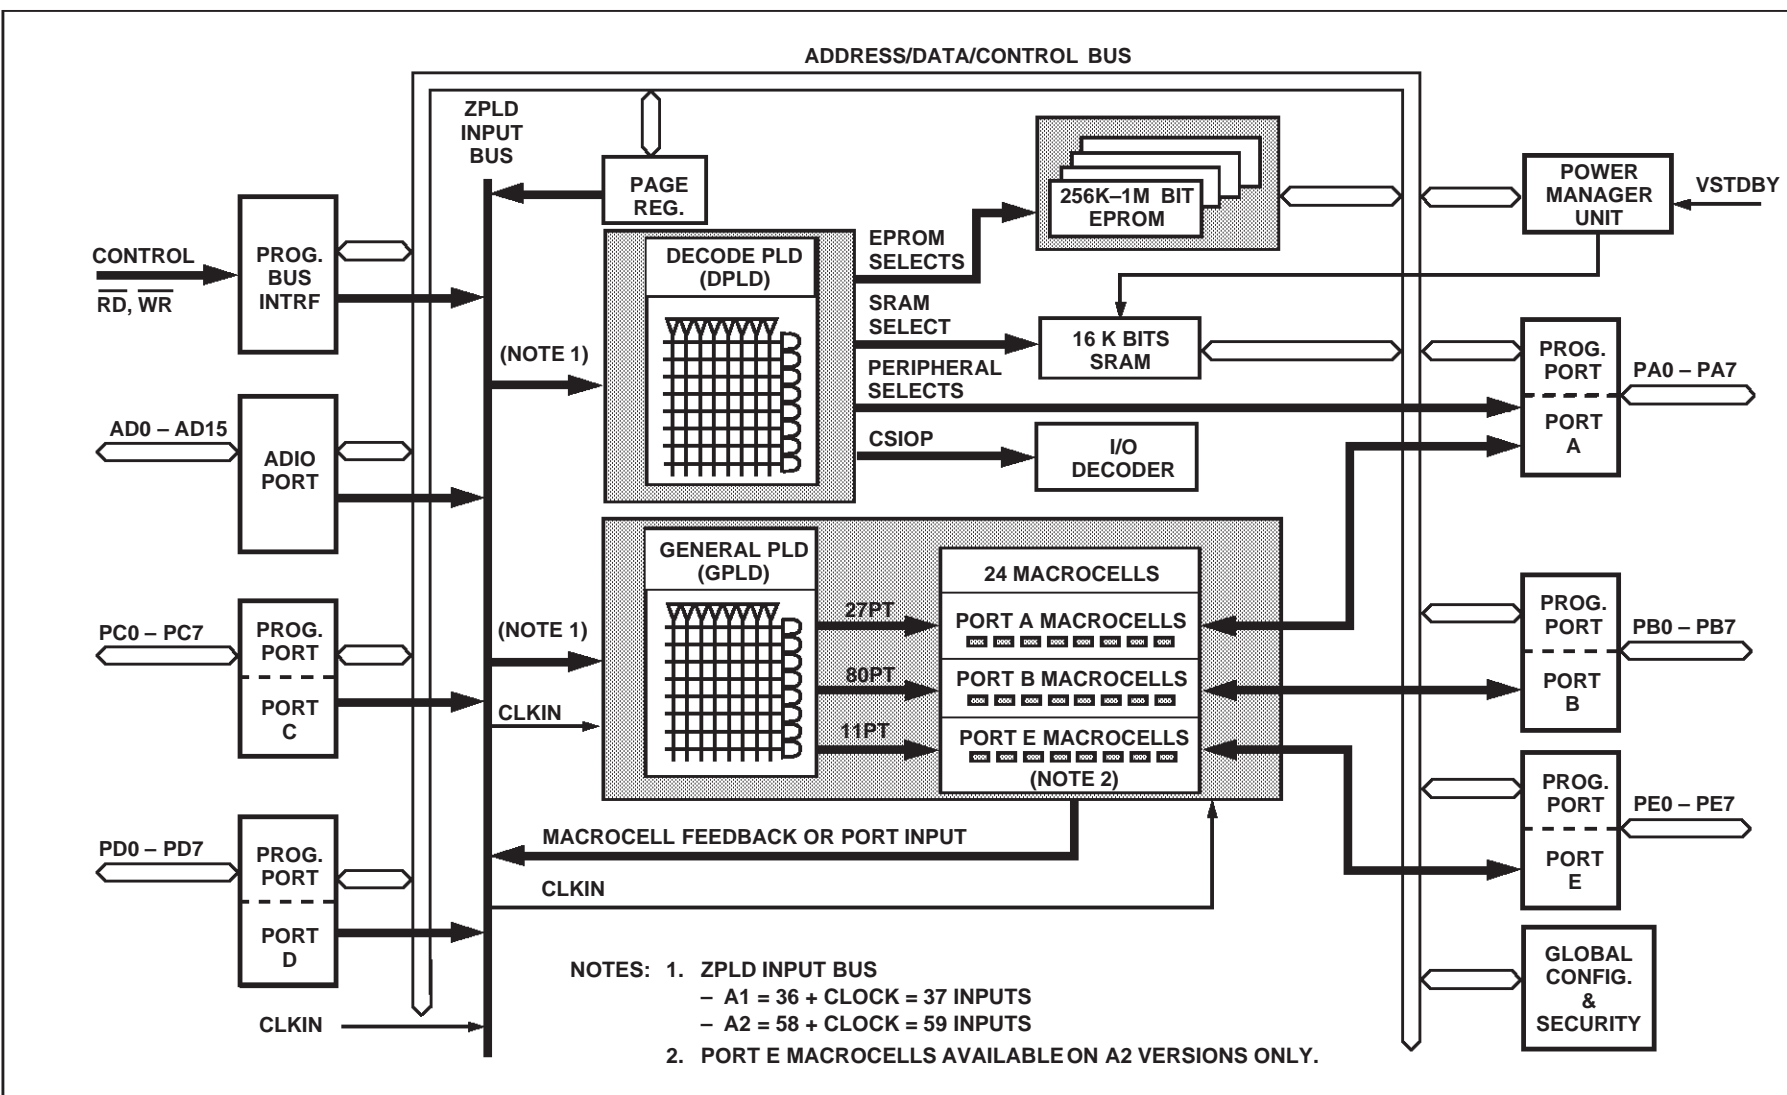 ADDRESS/DATA/CONTROL BUS
ZPLD
INPUT
BUS
PAGE
REG.
256K–1M BIT
EPROM
POWER
MANAGER
UNIT
VSTDBY
CONTROL
RD, WR
PROG.
BUS
INTRF
DECODE PLD
(DPLD)
EPROM
SELECTS
SRAM
SELECT
PERIPHERAL
SELECTS
CSIOP
16 K BITS
SRAM
I/O
DECODER
PROG.
PORT
PORT
A
PA0 – PA7
(NOTE 1)
AD0 – AD15
ADIO
PORT
GENERAL PLD
(GPLD)
27PT
80PT
11PT
24 MACROCELLS
PORT A MACROCELLS
PORT B MACROCELLS
PORT E MACROCELLS
(NOTE 2)
PROG.
PORT
PORT
B
PB0 – PB7
PC0 – PC7
PROG.
PORT
PORT
C
(NOTE 1)
CLKIN
PROG.
PORT
PORT
E
PE0 – PE7
MACROCELL FEEDBACK OR PORT INPUT
CLKIN
PD0 – PD7
PROG.
PORT
PORT
D
CLKIN
GLOBAL
CONFIG.
&
SECURITY
NOTES: 1. ZPLD INPUT BUS
– A1 = 36 + CLOCK = 37 INPUTS
– A2 = 58 + CLOCK = 59 INPUTS
2. PORT E MACROCELLS AVAILABLE ON A2 VERSIONS ONLY.